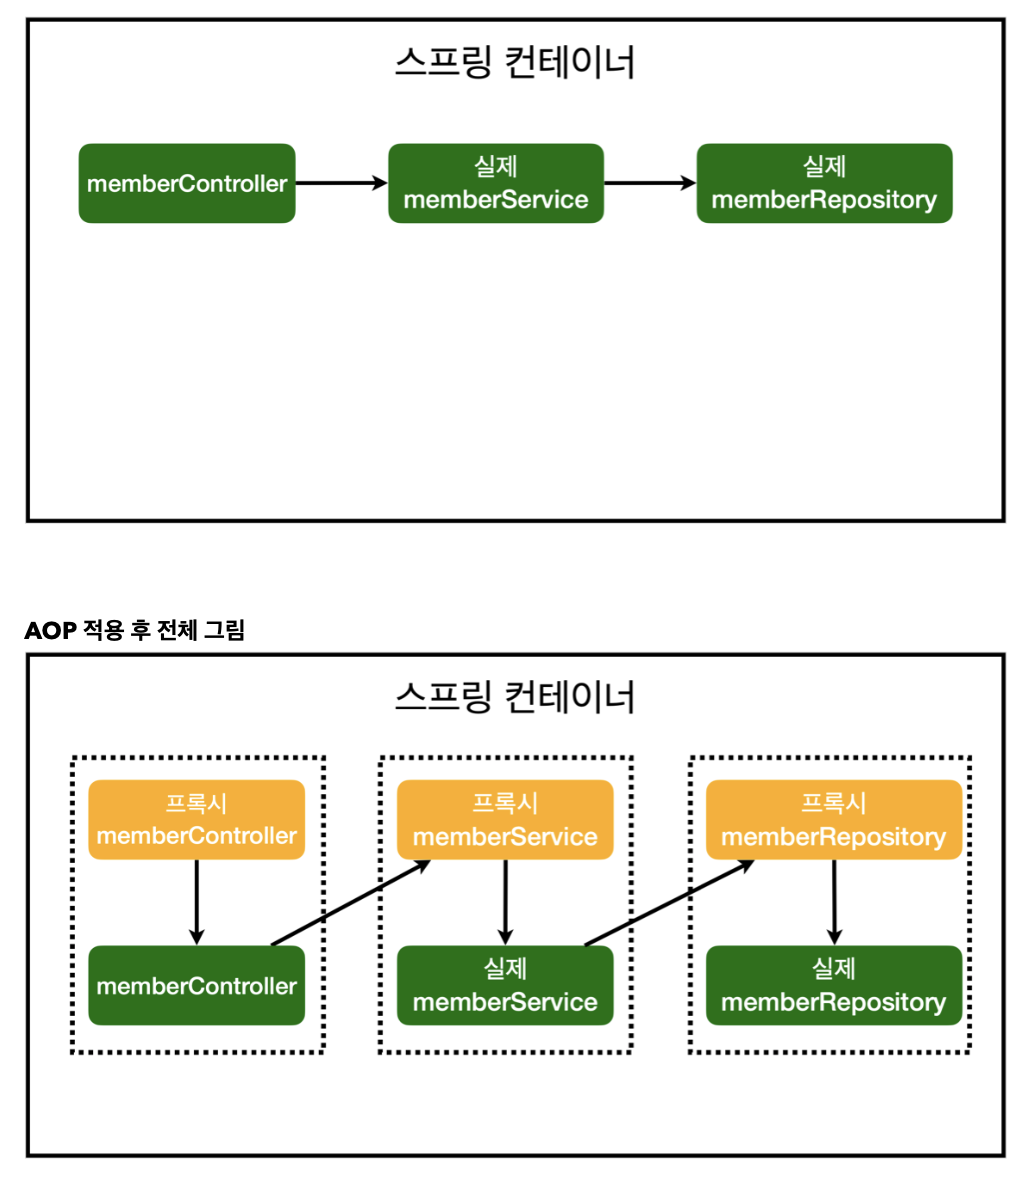 스프링 컨테이너
memberController
실제
memberService
실제
memberRepository
AOP 적용 후 전체 그림
스프링 컨테이너
프록시
memberController
프록시
memberService
프록시
memberRepository
memberController
실제
memberService
실제
memberRepository